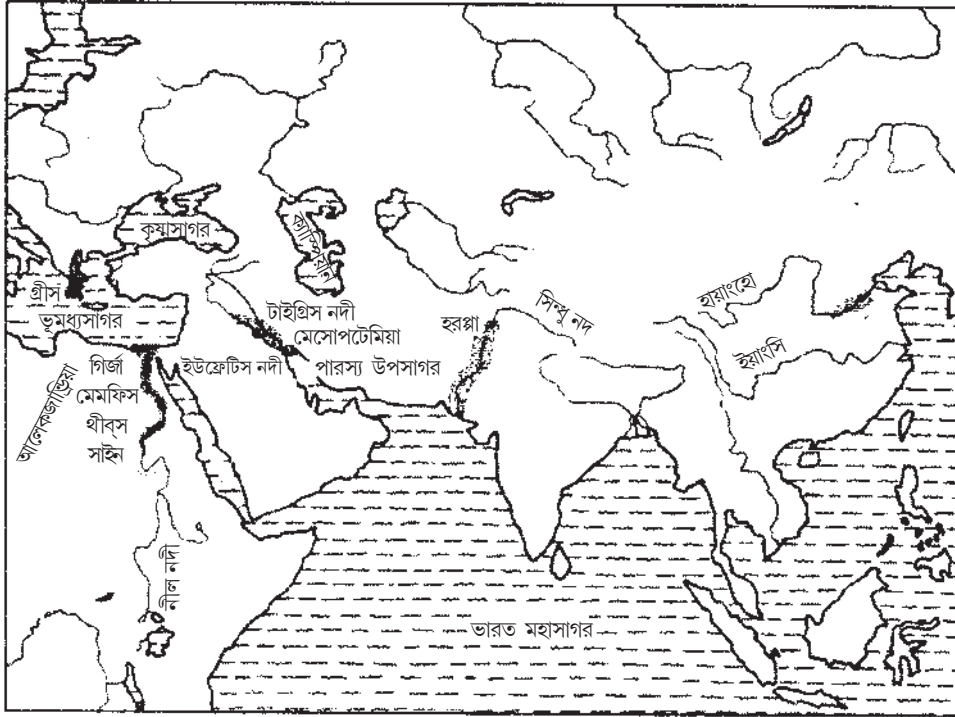 কৃষ্ণসাগর
কাস্পিয়ান
গ্রীস
ভূমধ্যসাগর
টাইগ্রিস নদী
মেসোপটেমিয়া
ইউফ্রেটিস নদী
পারস্য উপসাগর
হরপ্পা
সিন্ধু নদ
হায়াংহো
ইয়াংসি
আলেকজান্ড্রিয়া
গির্জা
মেমফিস
থীব্স
সাইন
নীল নদী
ভারত মহাসাগর